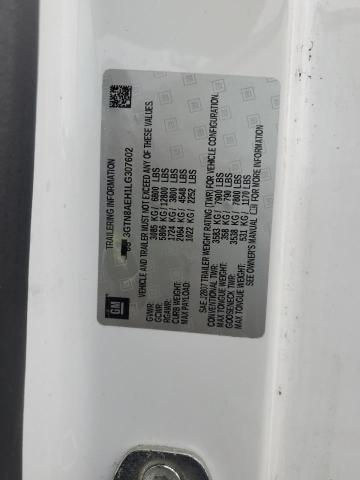 TRAILERING INFORMATION
3GTN8AEH1LG307602
VEHICLE AND TRAILER MUST NOT EXCEED ANY OF THESE VALUES.
GVWR: 3085 KG/ 6800 LBS
GCWR: 5806 KG/ 12800 LBS
RGAWR: 1724 KG/ 3800 LBS
CURB WEIGHT: 2064 KG/ 4548 LBS
MAX PAYLOAD: 1022 KG/ 2252 LBS
SAE J2807 TRAILER WEIGHT RATING (TWR) FOR VEHICLE CONFIGURATION:
CONVENTIONAL TWR: 3583 KG/ 7900 LBS
MAX TONGUE WEIGHT: 358 KG/ 790 LBS
GOOSENECK TWR: 3538 KG/ 7800 LBS
MAX TONGUE WEIGHT: 531 KG/ 1170 LBS
SEE OWNER'S MANUAL FOR MORE INFORMATION.
GM